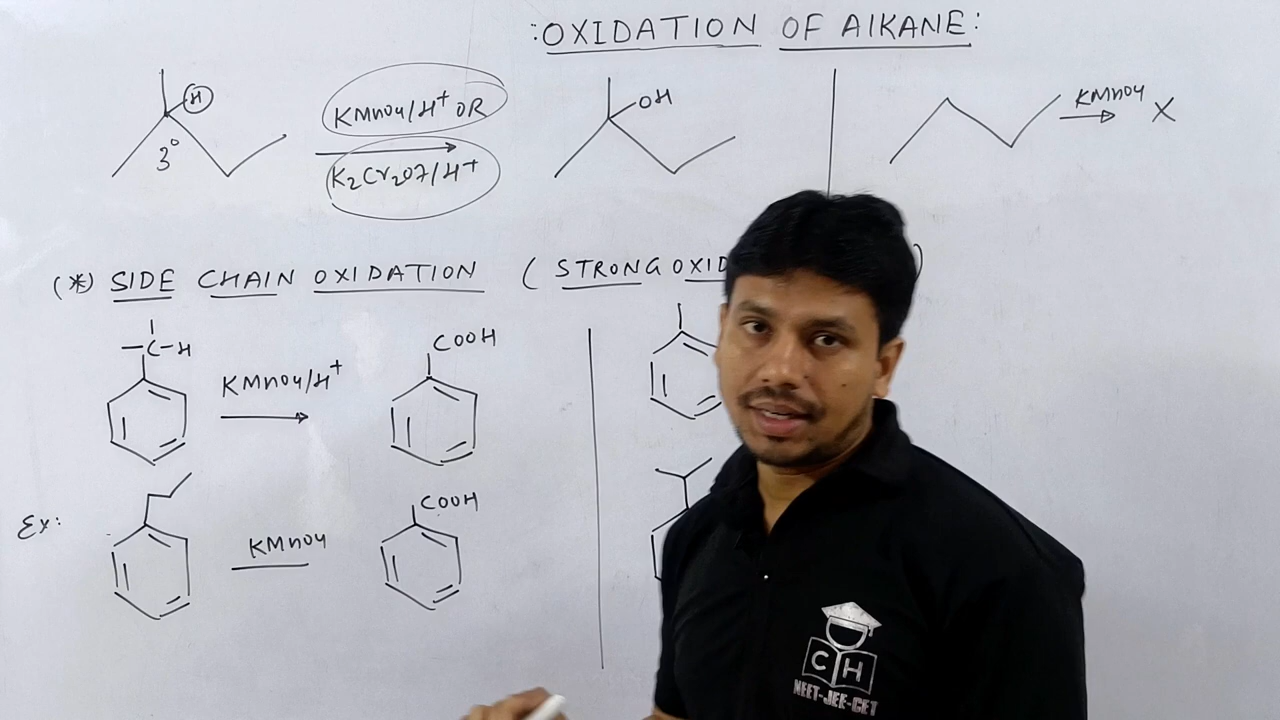 :OXIDATION OF AlKANE:
H
3°
KMnO4/H+ OR
K2Cr2O7/H+
OH
KMnO4
X
(*) SIDE CHAIN OXIDATION (STRONG )
C-H
KMnO4/H+
COOH
Ex:
KMnO4
COOH
C H
NEET-JEE-CET